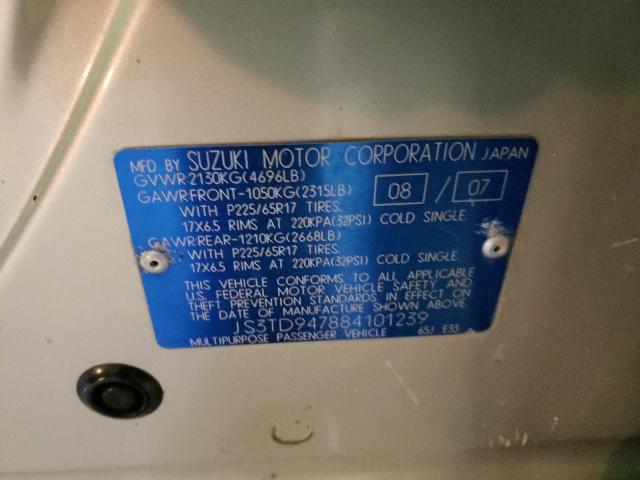 MFD BY SUZUKI MOTOR CORPORATION JAPAN
GVWR:2130KG(4696LB)
GAWR:FRONT-1050KG(2315LB) 08 / 07
WITH P225/65R17 TIRES.
17X6.5 RIMS AT 220KPA(32PSI) COLD SINGLE.
GAWR:REAR-1210KG(2668LB)
WITH P225/65R17 TIRES.
17X6.5 RIMS AT 220KPA(32PSI) COLD SINGLE.
THIS VEHICLE CONFORMS TO ALL APPLICABLE
U.S. FEDERAL MOTOR VEHICLE SAFETY AND
THEFT PREVENTION STANDARDS IN EFFECT ON
THE DATE OF MANUFACTURE SHOWN ABOVE.
JS3TD947884101239
MULTIPURPOSE PASSENGER VEHICLE 65J E33